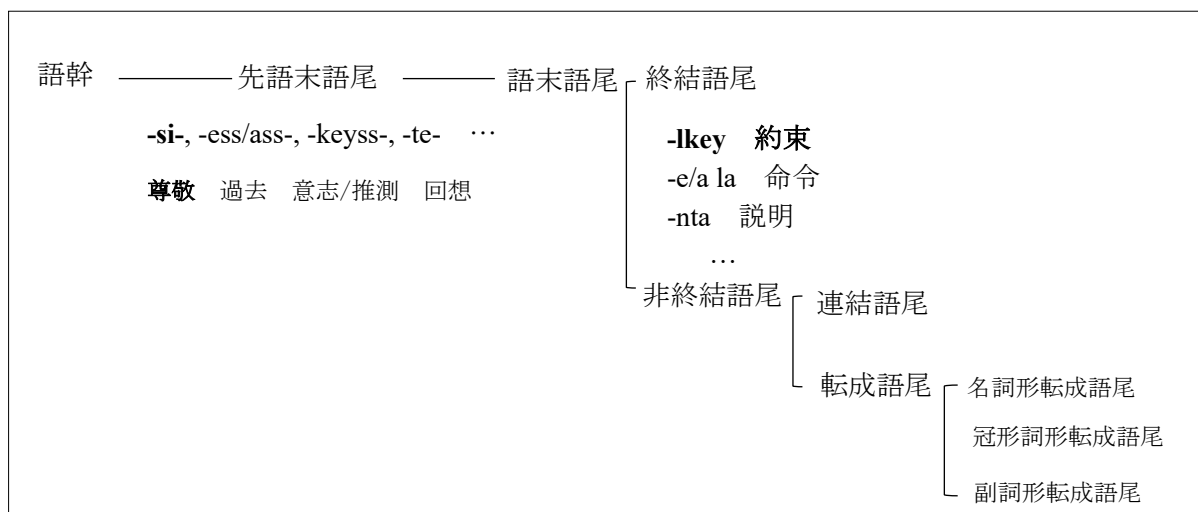 語幹 先語末語尾 語末語尾 終結語尾
-si-, -ess/ass-, -keyss-, -te- …
尊敬 過去 意志/推測 回想
-lkey 約束
-e/a la 命令
-nta 説明
…
非終結語尾 連結語尾
転成語尾 名詞形転成語尾
冠形詞形転成語尾
副詞形転成語尾